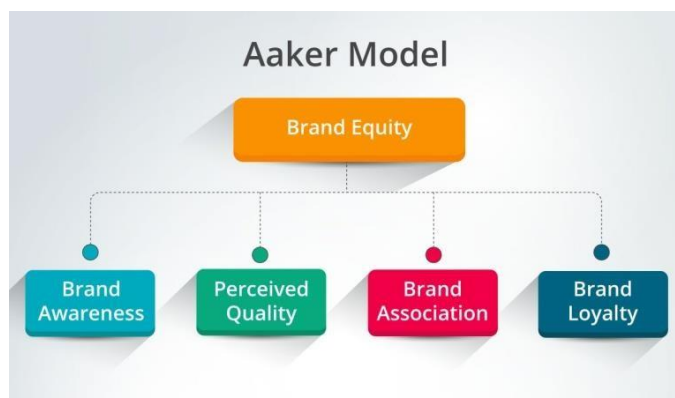 Aaker Model
Brand Equity
Brand
Awareness
Perceived
Quality
Brand
Association
Brand
Loyalty